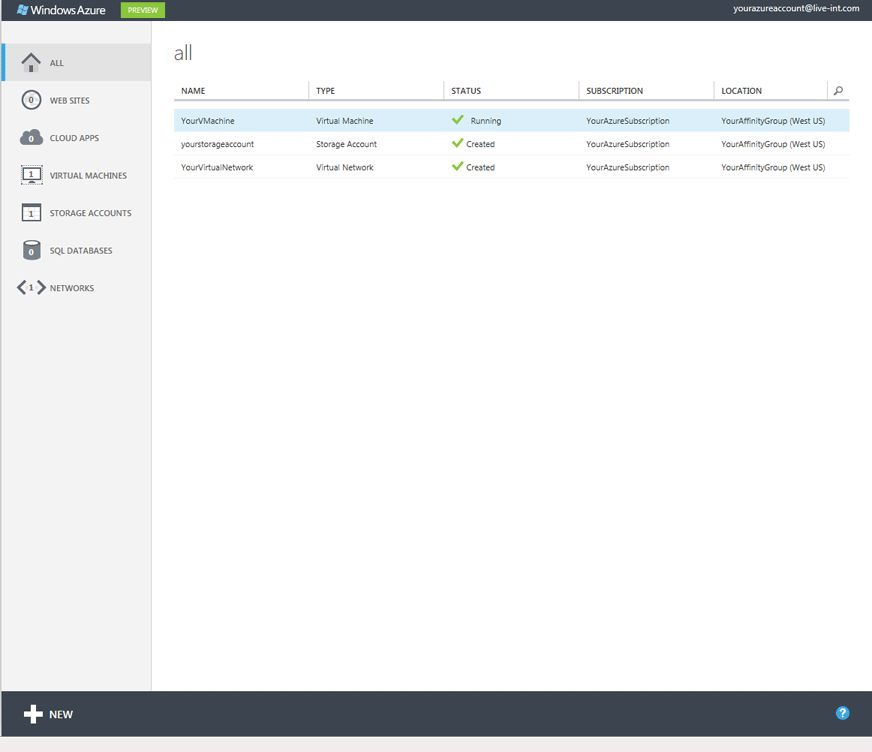 Windows Azure PREVIEW yourazureaccount@live-int.com
all
ALL
0 WEB SITES
0 CLOUD APPS
1 VIRTUAL MACHINES
1 STORAGE ACCOUNTS
0 SQL DATABASES
1 NETWORKS
NAME TYPE STATUS SUBSCRIPTION LOCATION
YourVMachine Virtual Machine Running YourAzureSubscription YourAffinityGroup (West US)
yourstorageaccount Storage Account Created YourAzureSubscription YourAffinityGroup (West US)
YourVirtualNetwork Virtual Network Created YourAzureSubscription YourAffinityGroup (West US)
NEW ?